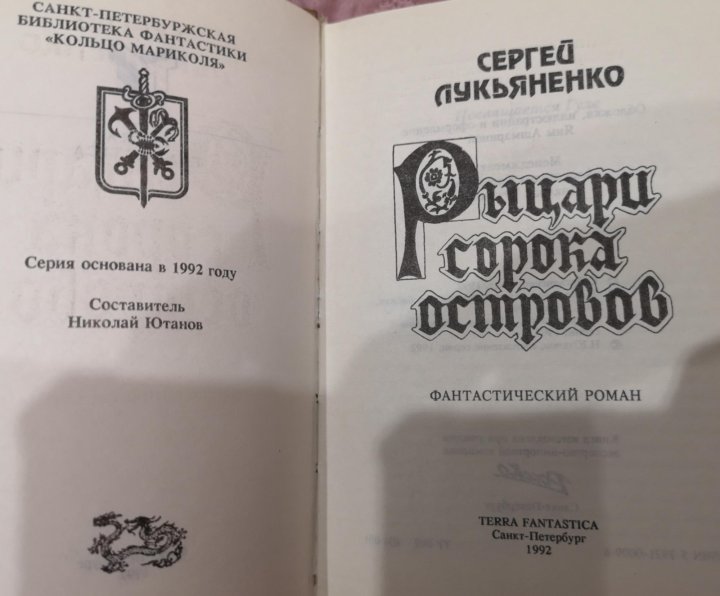 САНКТ-ПЕТЕРБУРЖСКАЯ
БИБЛИОТЕКА ФАНТАСТИКИ
«КОЛЬЦО МАРИКОЛЯ»
Серия основана в 1992 году
Составитель
Николай Ютанов
СЕРГЕЙ
ЛУКЬЯНЕНКО
Рыцари
сорока
островов
ФАНТАСТИЧЕСКИЙ РОМАН
TERRA FANTASTICA
Санкт-Петербург
1992